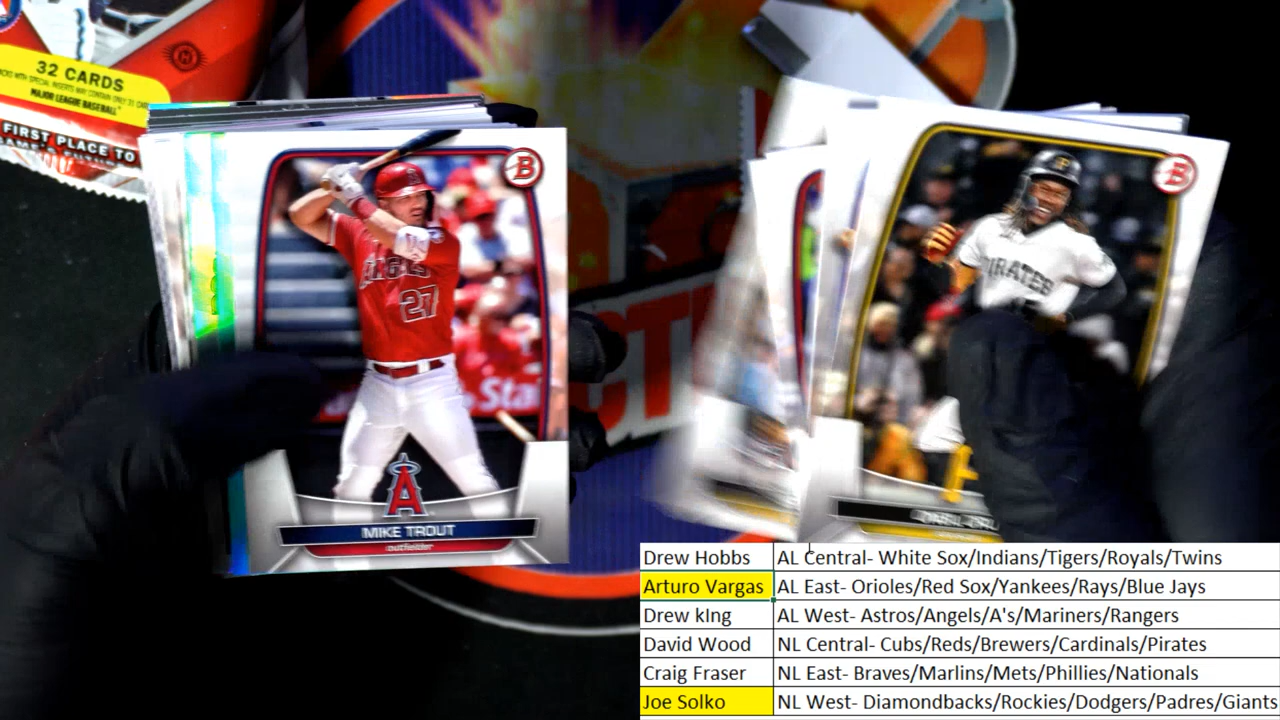 32 CARDS
MAJOR LEAGUE BASEBALL
FIRST PLACE TO
B
ANGELS
27
A
MIKE TROUT
outfielder
B
PIRATES
Drew Hobbs AL Central- White Sox/Indians/Tigers/Royals/Twins
Arturo Vargas AL East- Orioles/Red Sox/Yankees/Rays/Blue Jays
Drew kIng AL West- Astros/Angels/A's/Mariners/Rangers
David Wood NL Central- Cubs/Reds/Brewers/Cardinals/Pirates
Craig Fraser NL East- Braves/Marlins/Mets/Phillies/Nationals
Joe Solko NL West- Diamondbacks/Rockies/Dodgers/Padres/Giants